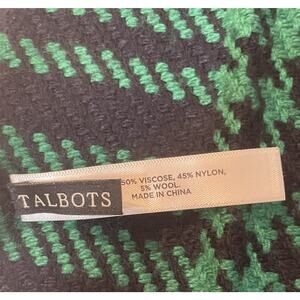 TALBOTS
50% VISCOSE, 45% NYLON,
5% WOOL.
MADE IN CHINA